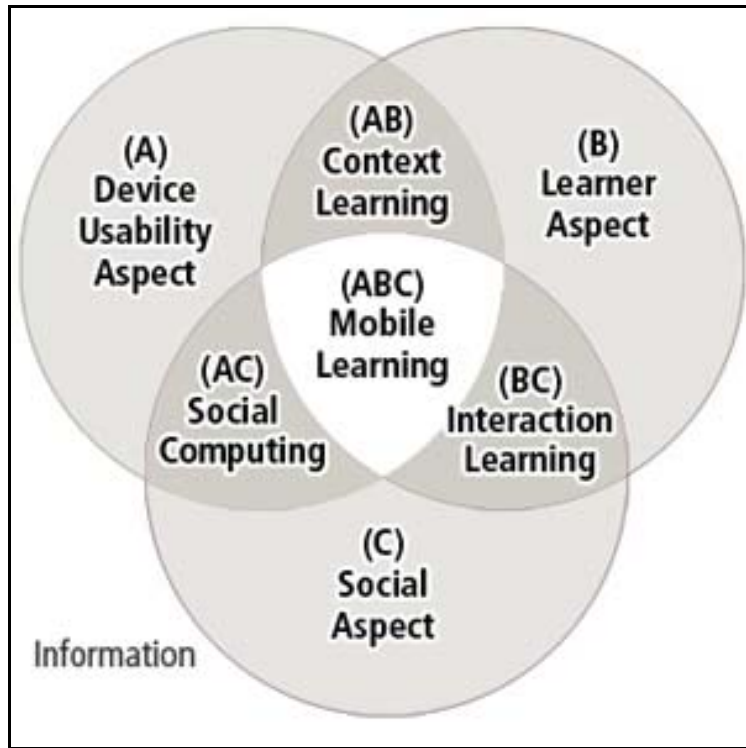 (A)
Device
Usability
Aspect
(AB)
Context
Learning
(B)
Learner
Aspect
(ABC)
Mobile
Learning
(AC)
Social
Computing
(BC)
Interaction
Learning
(C)
Social
Aspect
Information